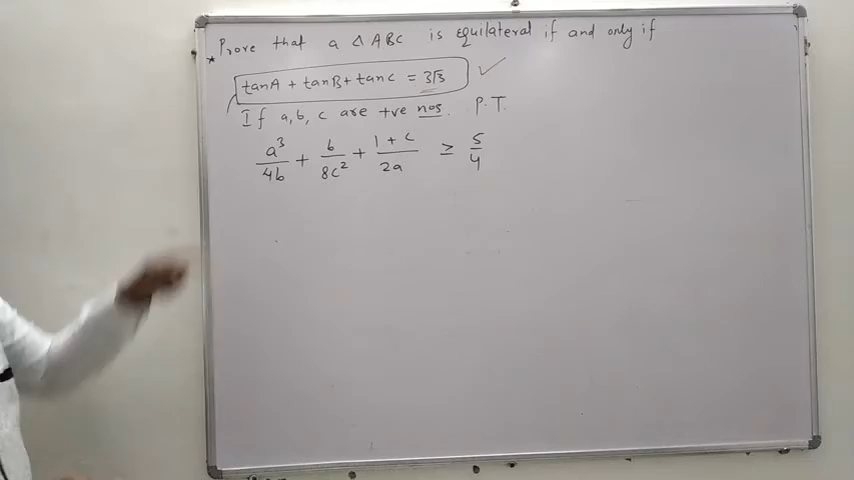 * Prove that a △ ABC is equilateral if and only if
tanA + tanB + tanC = 3√3 ✓
If a, b, c are +ve nos. P.T.
a³/4b + b/8c² + (1 + c)/2a ≥ 5/4